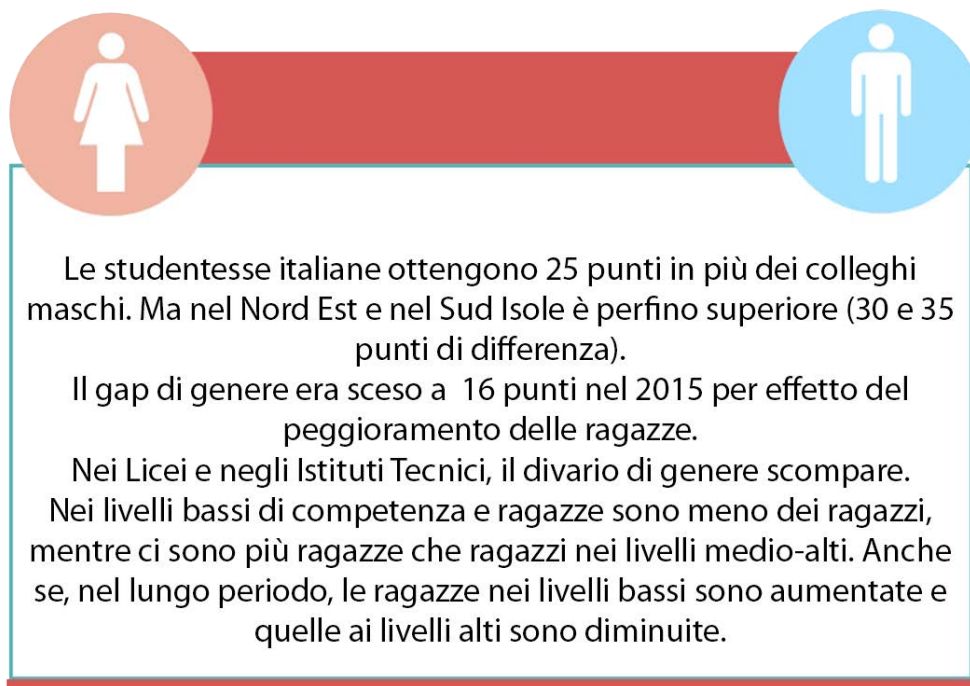 Le studentesse italiane ottengono 25 punti in più dei colleghi
maschi. Ma nel Nord Est e nel Sud Isole è perfino superiore (30 e 35
punti di differenza).
Il gap di genere era sceso a  16 punti nel 2015 per effetto del
peggioramento delle ragazze.
Nei Licei e negli Istituti Tecnici, il divario di genere scompare.
Nei livelli bassi di competenza e ragazze sono meno dei ragazzi,
mentre ci sono più ragazze che ragazzi nei livelli medio-alti. Anche
se, nel lungo periodo, le ragazze nei livelli bassi sono aumentate e
quelle ai livelli alti sono diminuite.